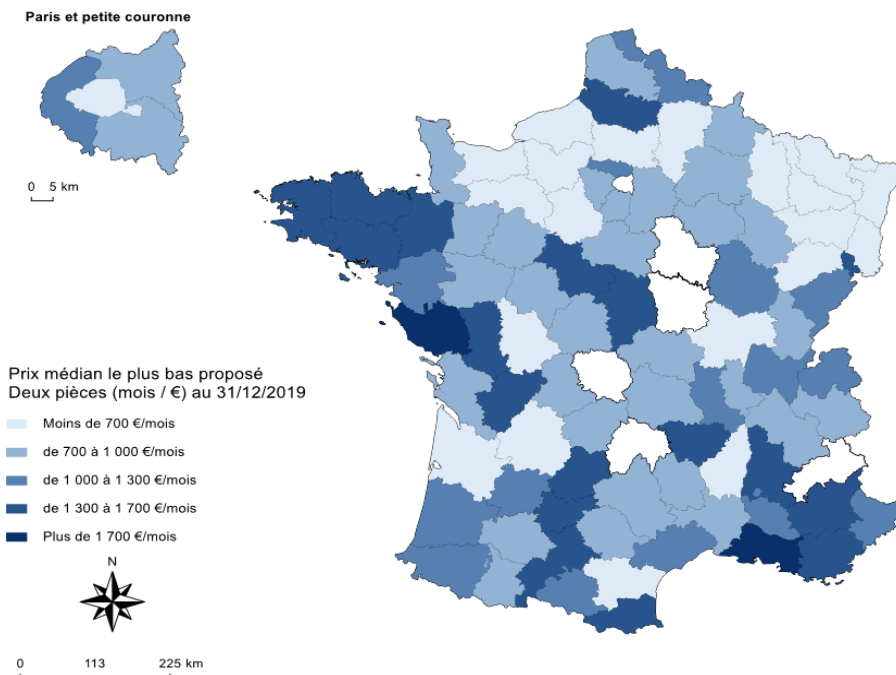 Paris et petite couronne
0 5 km
Prix médian le plus bas proposé
Deux pièces (mois / €) au 31/12/2019
Moins de 700 €/mois
de 700 à 1 000 €/mois
de 1 000 à 1 300 €/mois
de 1 300 à 1 700 €/mois
Plus de 1 700 €/mois
N
0 113 225 km